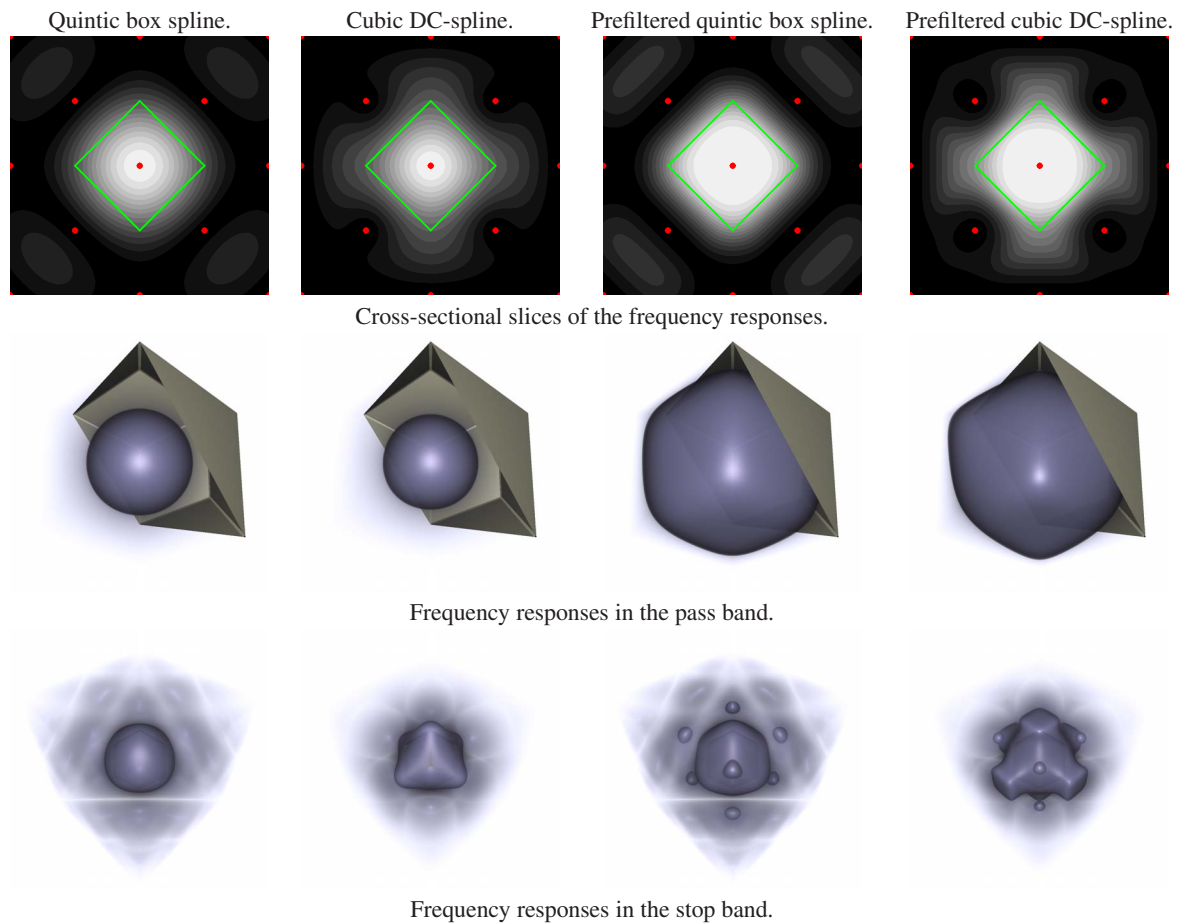 Quintic box spline.
Cubic DC-spline.
Prefiltered quintic box spline.
Prefiltered cubic DC-spline.
Cross-sectional slices of the frequency responses.
Frequency responses in the pass band.
Frequency responses in the stop band.